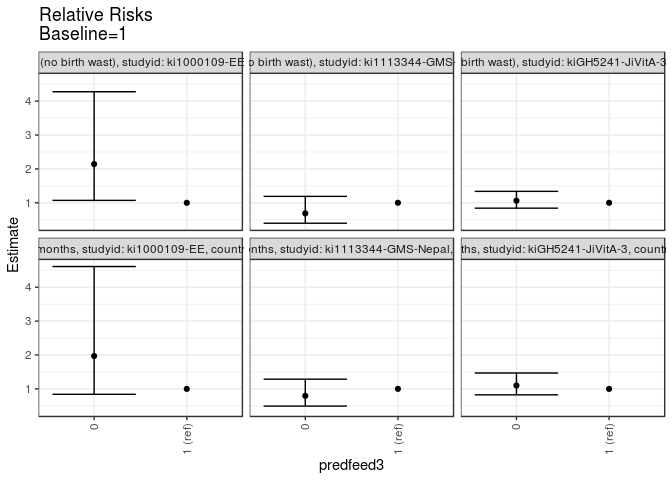 Relative Risks
Baseline=1
(no birth wast), studyid: ki1000109-EE
o birth wast), studyid: ki1113344-GMS-
birth wast), studyid: kiGH5241-JiVitA-3
4
3
2
1
months, studyid: ki1000109-EE, count
nths, studyid: ki1113344-GMS-Nepal,
ths, studyid: kiGH5241-JiVitA-3, count
4
3
2
1
Estimate
0
1 (ref)
0
1 (ref)
0
1 (ref)
predfeed3